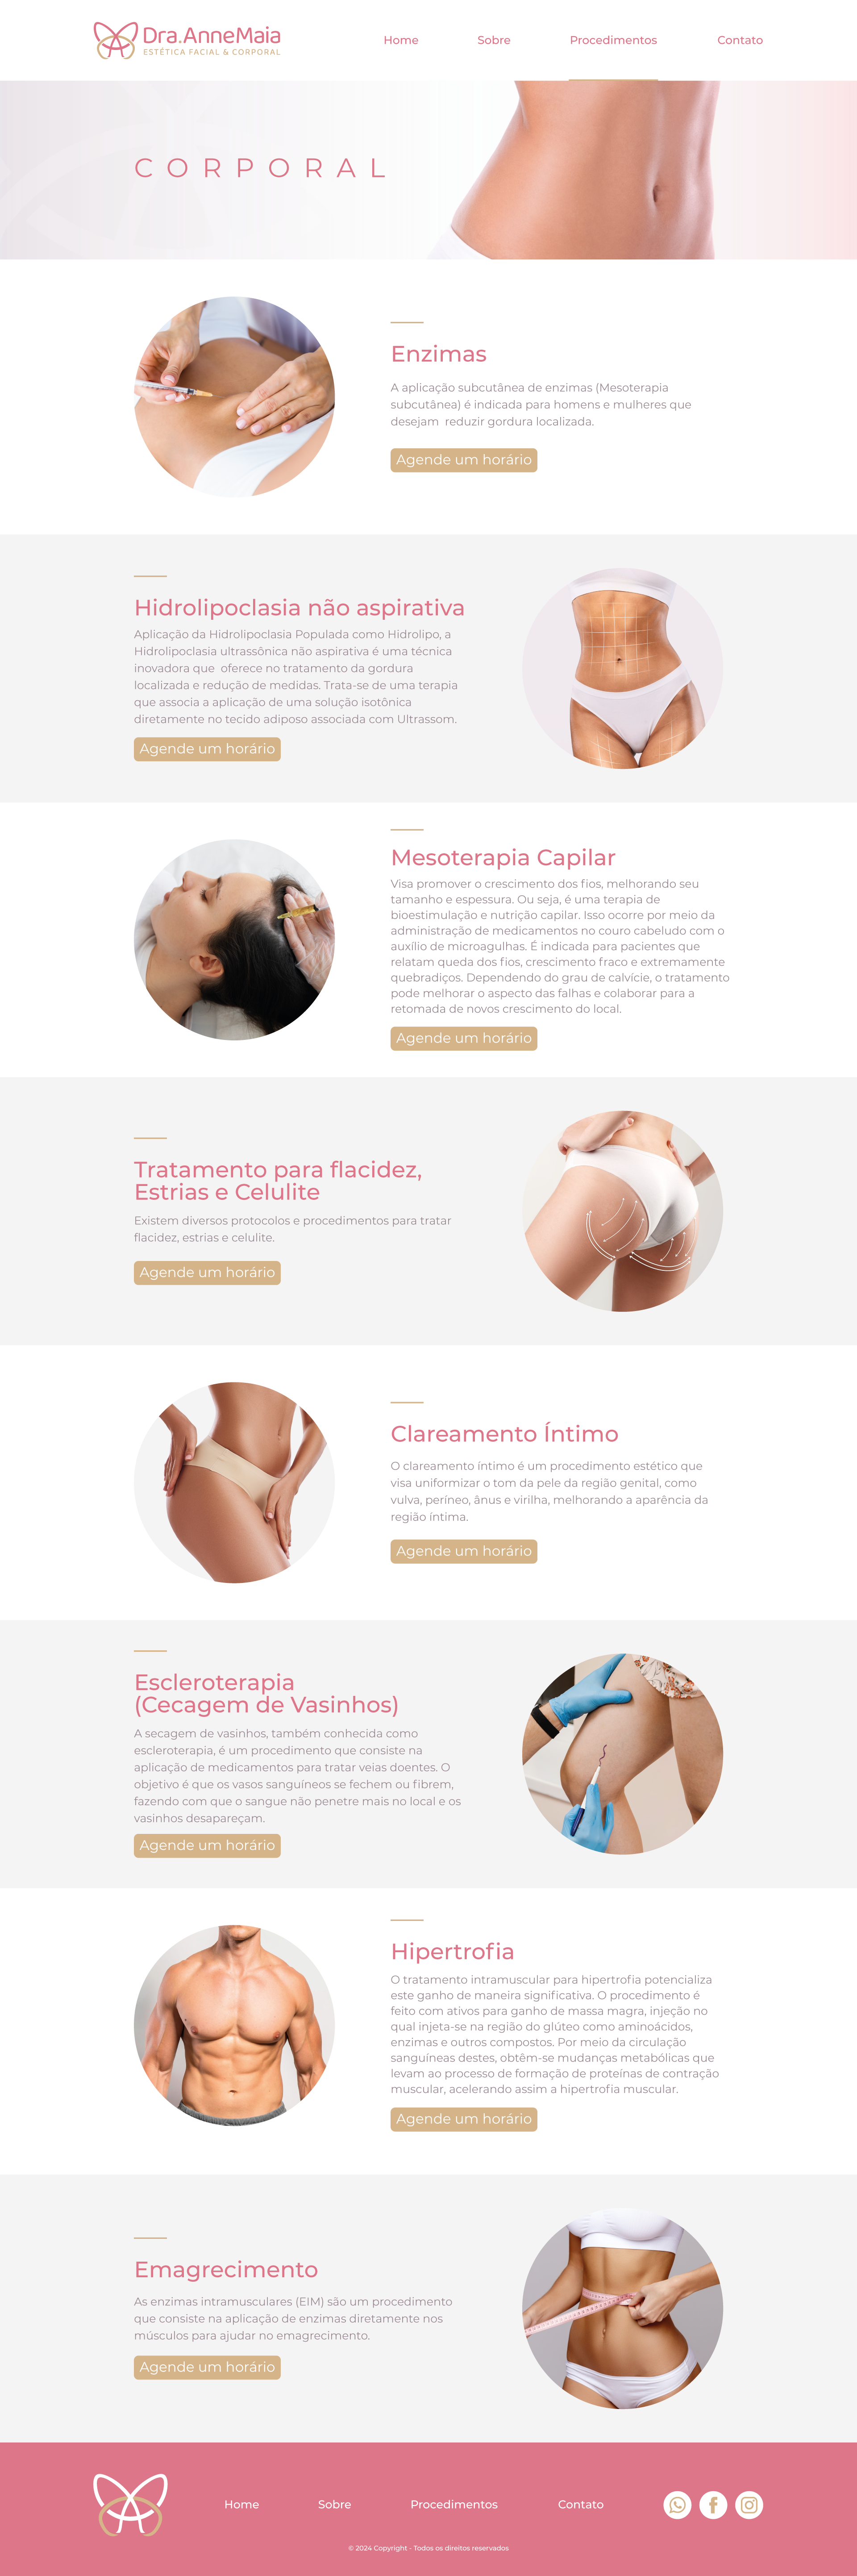 Dra.AnneMaia
ESTÉTICA FACIAL & CORPORAL
Home
Sobre
Procedimentos
Contato
CORPORAL
Enzimas
A aplicação subcutânea de enzimas (Mesoterapia
subcutânea) é indicada para homens e mulheres que
desejam  reduzir gordura localizada.
Agende um horário
Hidrolipoclasia não aspirativa
Aplicação da Hidrolipoclasia Populada como Hidrolipo, a
Hidrolipoclasia ultrassônica não aspirativa é uma técnica
inovadora que  oferece no tratamento da gordura
localizada e redução de medidas. Trata-se de uma terapia
que associa a aplicação de uma solução isotônica
diretamente no tecido adiposo associada com Ultrassom.
Agende um horário
Mesoterapia Capilar
Visa promover o crescimento dos fios, melhorando seu
tamanho e espessura. Ou seja, é uma terapia de
bioestimulação e nutrição capilar. Isso ocorre por meio da
administração de medicamentos no couro cabeludo com o
auxílio de microagulhas. É indicada para pacientes que
relatam queda dos fios, crescimento fraco e extremamente
quebradiços. Dependendo do grau de calvície, o tratamento
pode melhorar o aspecto das falhas e colaborar para a
retomada de novos crescimento do local.
Agende um horário
Tratamento para flacidez,
Estrias e Celulite
Existem diversos protocolos e procedimentos para tratar
flacidez, estrias e celulite.
Agende um horário
Clareamento Íntimo
O clareamento íntimo é um procedimento estético que
visa uniformizar o tom da pele da região genital, como
vulva, períneo, ânus e virilha, melhorando a aparência da
região íntima.
Agende um horário
Escleroterapia
(Cecagem de Vasinhos)
A secagem de vasinhos, também conhecida como
escleroterapia, é um procedimento que consiste na
aplicação de medicamentos para tratar veias doentes. O
objetivo é que os vasos sanguíneos se fechem ou fibrem,
fazendo com que o sangue não penetre mais no local e os
vasinhos desapareçam.
Agende um horário
Hipertrofia
O tratamento intramuscular para hipertrofia potencializa
este ganho de maneira significativa. O procedimento é
feito com ativos para ganho de massa magra, injeção no
qual injeta-se na região do glúteo como aminoácidos,
enzimas e outros compostos. Por meio da circulação
sanguíneas destes, obtêm-se mudanças metabólicas que
levam ao processo de formação de proteínas de contração
muscular, acelerando assim a hipertrofia muscular.
Agende um horário
Emagrecimento
As enzimas intramusculares (EIM) são um procedimento
que consiste na aplicação de enzimas diretamente nos
músculos para ajudar no emagrecimento.
Agende um horário
Home
Sobre
Procedimentos
Contato
© 2024 Copyright - Todos os direitos reservados